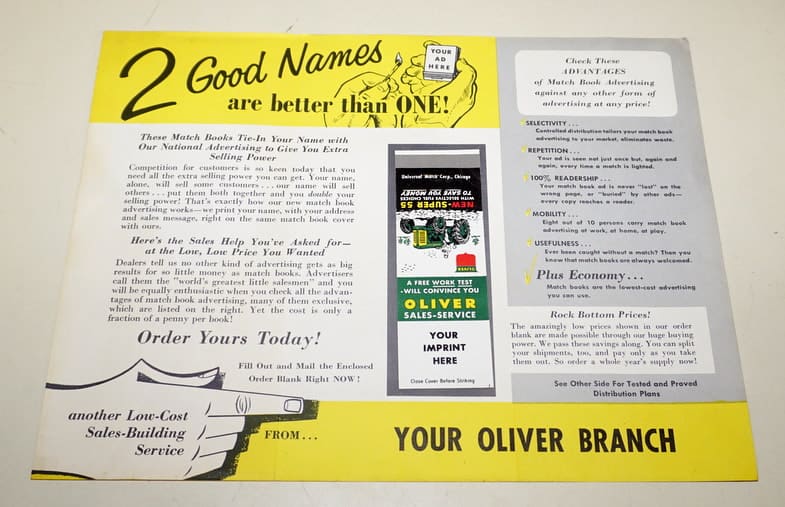 2 Good Names
are better than ONE!
YOUR
AD
HERE
These Match Books Tie-In Your Name with
Our National Advertising to Give You Extra
Selling Power
Competition for customers is so keen today that you
need all the extra selling power you can get. Your name,
alone, will sell some customers . . . our name will sell
others . . . put them both together and you double your
selling power! That's exactly how our new match book
advertising works—we print your name, with your address
and sales message, right on the same match book cover
with ours.
Here's the Sales Help You've Asked for—
at the Low, Low Price You Wanted
Dealers tell us no other kind of advertising gets as big
results for so little money as match books. Advertisers
call them the "world's greatest little salesmen" and you
will be equally enthusiastic when you check all the advan-
tages of match book advertising, many of them exclusive,
which are listed on the right. Yet the cost is only a
fraction of a penny per book!
Order Yours Today!
Fill Out and Mail the Enclosed
Order Blank Right NOW!
another Low-Cost
Sales-Building
Service
FROM . . .
YOUR OLIVER BRANCH
Universal Match Corp., Chicago
NEW-SUPER 55
WITH SELECTIVE FUEL CHOICES
TO SAVE YOU MONEY
OLIVER
A FREE WORK TEST
-WILL CONVINCE YOU
OLIVER
SALES-SERVICE
YOUR
IMPRINT
HERE
Close Cover Before Striking
Check These
ADVANTAGES
of Match Book Advertising
against any other form of
advertising at any price!
SELECTIVITY . . .
Controlled distribution tailors your match book
advertising to your market, eliminates waste.
REPETITION . . .
Your ad is seen not just once but, again and
again, every time a match is lighted.
100% READERSHIP . . .
Your match book ad is never "lost" on the
wrong page, or "buried" by other ads—
every copy reaches a reader.
MOBILITY . . .
Eight out of 10 persons carry match book
advertising at work, at home, at play.
USEFULNESS . . .
Ever been caught without a match? Then you
know that match books are always welcomed.
Plus Economy . . .
Match books are the lowest-cost advertising
you can use.
Rock Bottom Prices!
The amazingly low prices shown in our order
blank are made possible through our huge buying
power. We pass these savings along. You can split
your shipments, too, and pay only as you take
them out. So order a whole year's supply now!
See Other Side For Tested and Proved
Distribution Plans